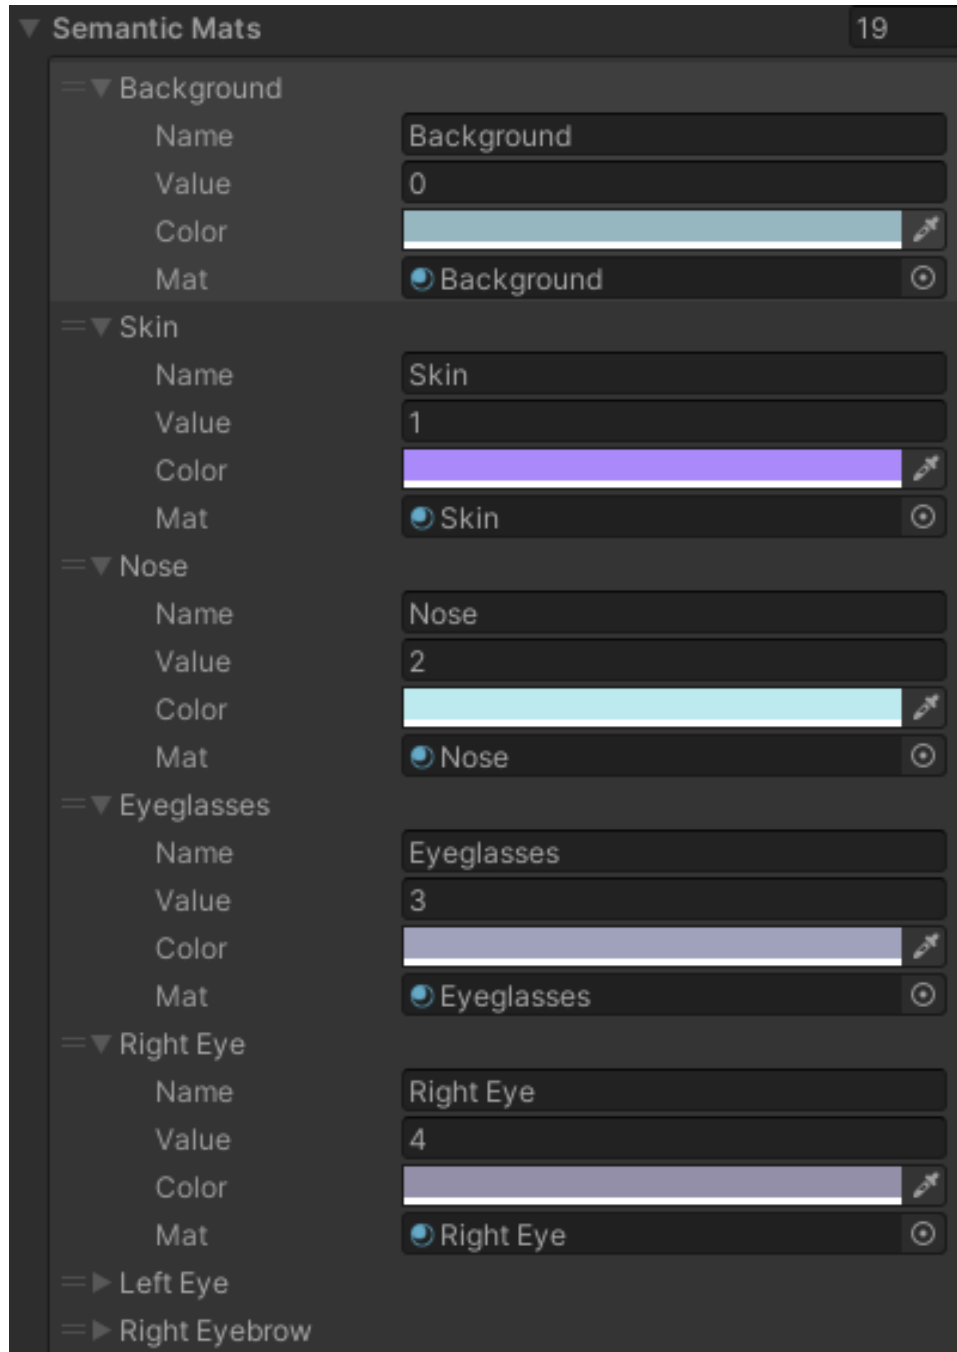 Semantic Mats 19
Background
Name Background
Value 0
Color
Mat Background
Skin
Name Skin
Value 1
Color
Mat Skin
Nose
Name Nose
Value 2
Color
Mat Nose
Eyeglasses
Name Eyeglasses
Value 3
Color
Mat Eyeglasses
Right Eye
Name Right Eye
Value 4
Color
Mat Right Eye
Left Eye
Right Eyebrow